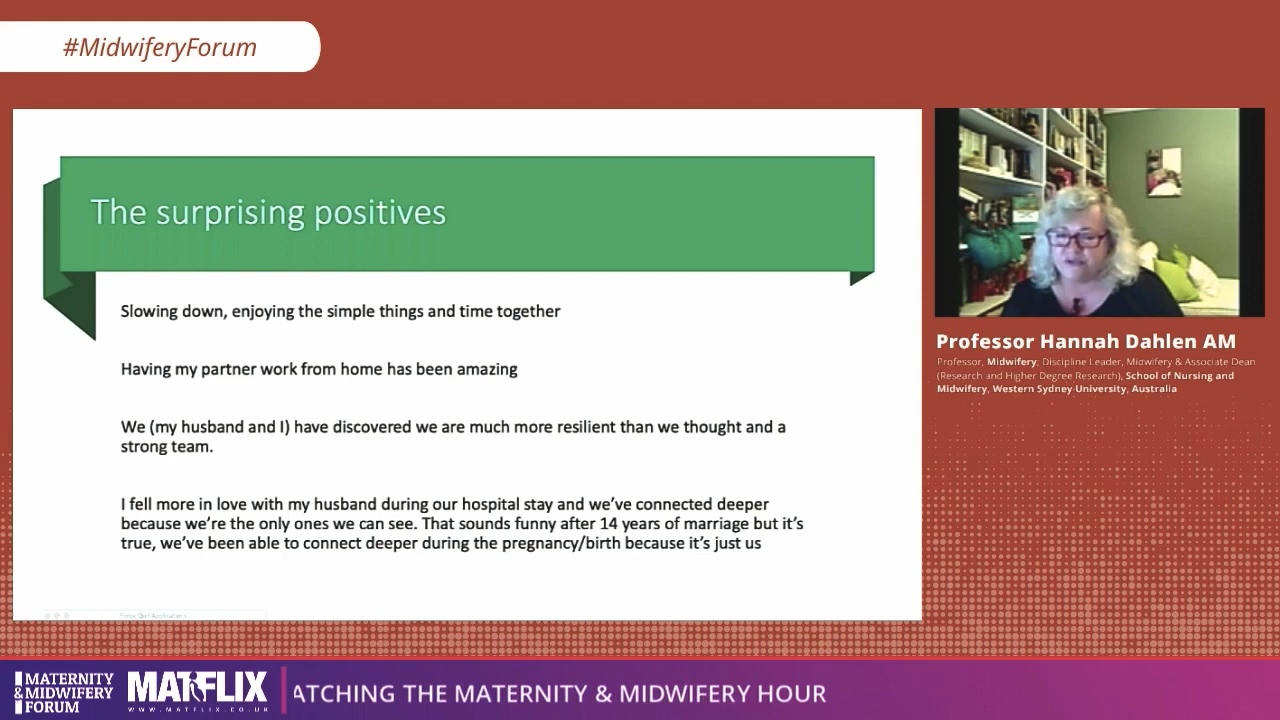 #MidwiferyForum
The surprising positives
Slowing down, enjoying the simple things and time together
Having my partner work from home has been amazing
We (my husband and I) have discovered we are much more resilient than we thought and a
strong team.
I fell more in love with my husband during our hospital stay and we’ve connected deeper
because we’re the only ones we can see. That sounds funny after 14 years of marriage but it’s
true, we’ve been able to connect deeper during the pregnancy/birth because it’s just us
Professor Hannah Dahlen AM
Professor, Midwifery; Discipline Leader, Midwifery & Associate Dean
(Research and Higher Degree Research), School of Nursing and
Midwifery, Western Sydney University, Australia
MATERNITY
& MIDWIFERY
FORUM
MATFLIX
WWW.MATFLIX.CO.UK
ATCHING THE MATERNITY & MIDWIFERY HOUR